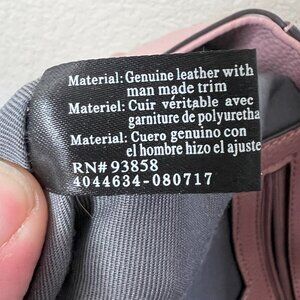 Material: Genuine leather with
man made trim
Materiel: Cuir véritable avec
garniture de polyuretha
Material: Cuero genuino con
el hombre hizo el ajuste
RN# 93858
4044634-080717